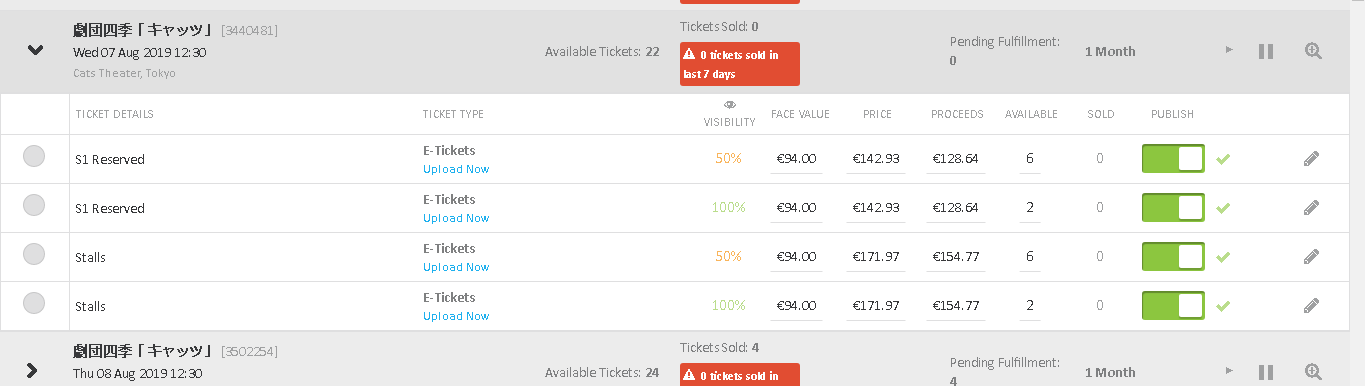 劇団四季「キャッツ」 [3440481]
Wed 07 Aug 2019 12:30
Cats Theater, Tokyo
Available Tickets: 22
Tickets Sold: 0
0 tickets sold in
last 7 days
Pending Fulfillment:
0
1 Month
TICKET DETAILS TICKET TYPE VISIBILITY FACE VALUE PRICE PROCEEDS AVAILABLE SOLD PUBLISH
S1 Reserved E-Tickets 50% €94.00 €142.93 €128.64 6 0
Upload Now
S1 Reserved E-Tickets 100% €94.00 €142.93 €128.64 2 0
Upload Now
Stalls E-Tickets 50% €94.00 €171.97 €154.77 6 0
Upload Now
Stalls E-Tickets 100% €94.00 €171.97 €154.77 2 0
Upload Now
劇団四季「キャッツ」 [3502254]
Thu 08 Aug 2019 12:30
Available Tickets: 24
Tickets Sold: 4
0 tickets sold in
Pending Fulfillment:
4
1 Month